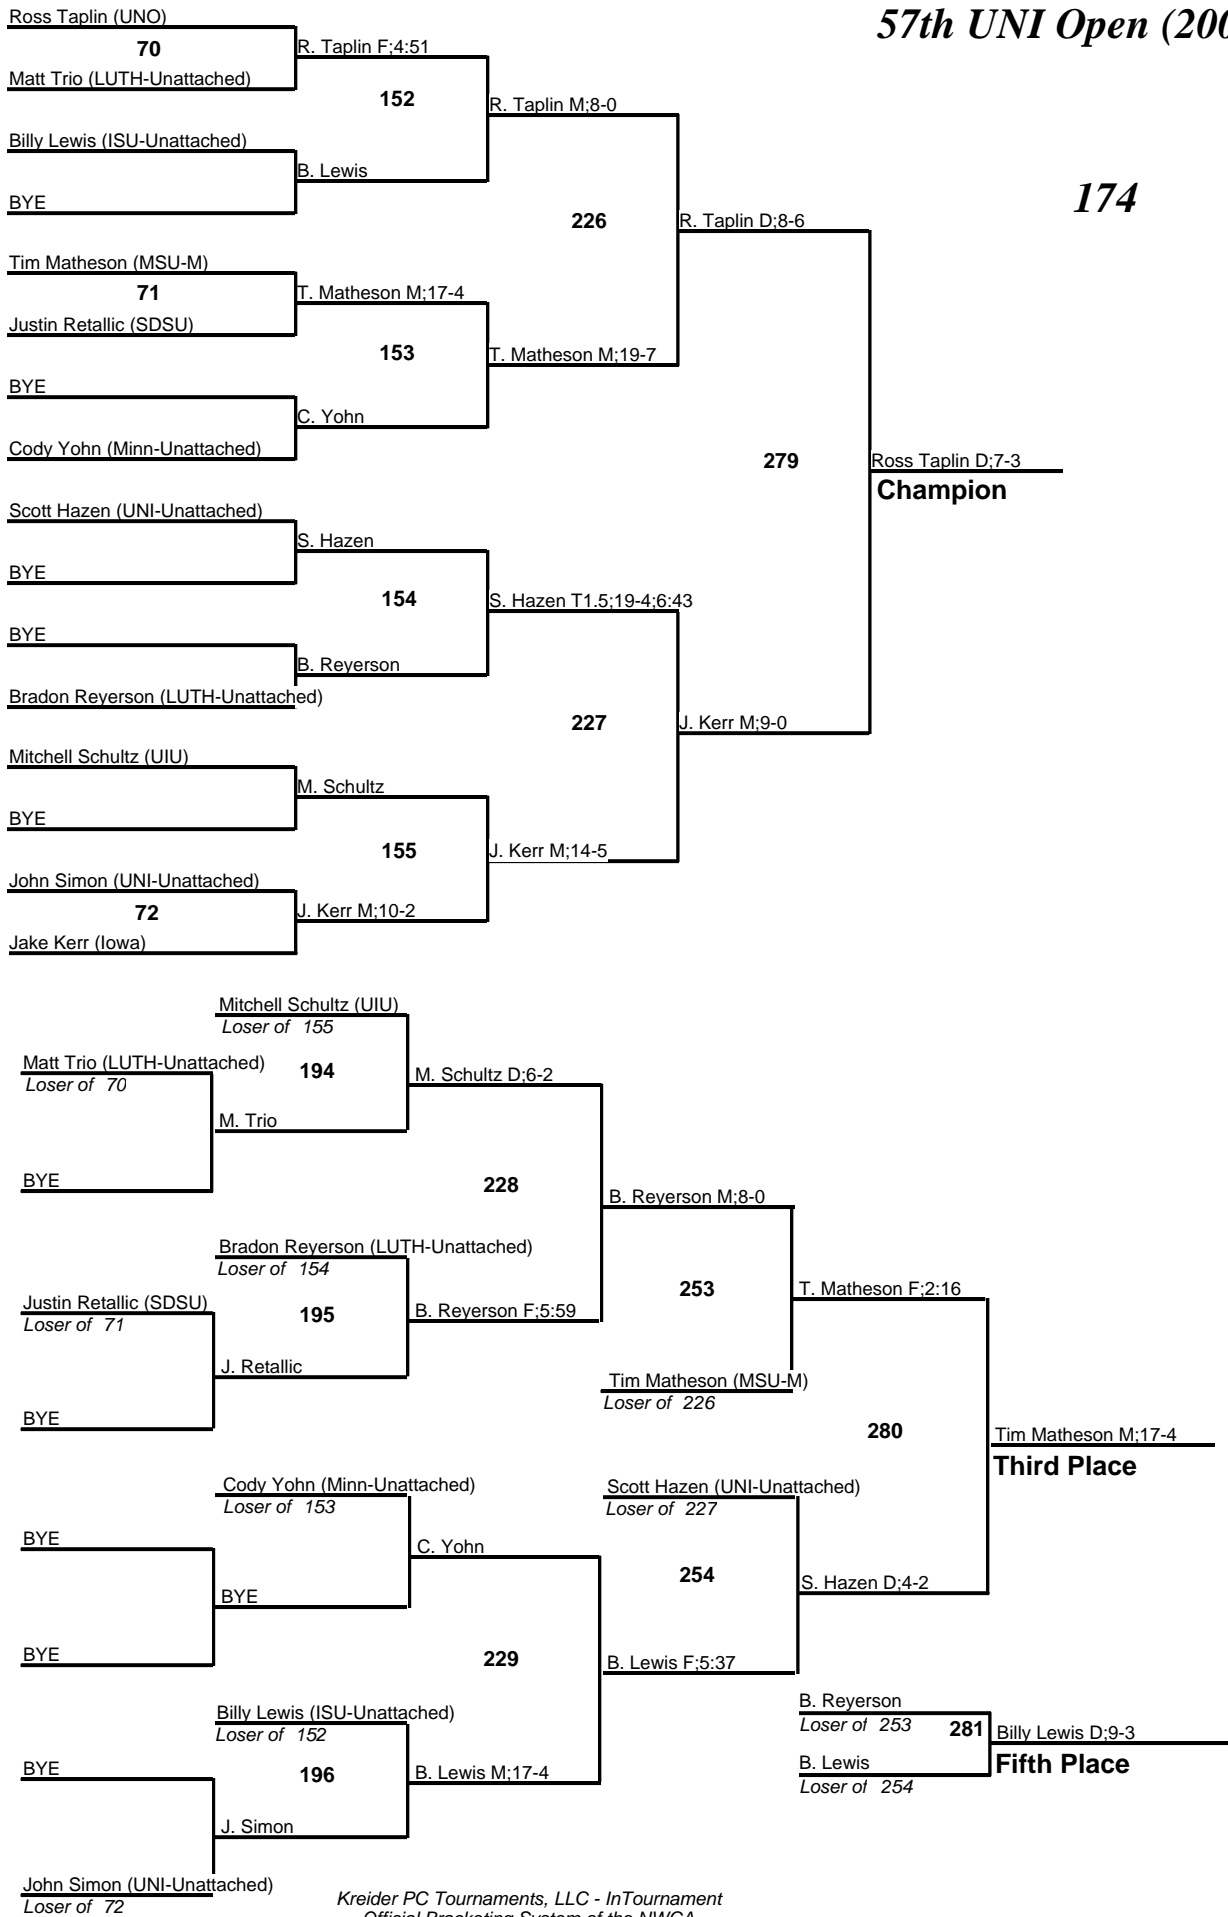 57th UNI Open (200
174
Ross Taplin (UNO)
70
R. Taplin F;4:51
Matt Trio (LUTH-Unattached)
152
R. Taplin M;8-0
Billy Lewis (ISU-Unattached)
B. Lewis
BYE
226
R. Taplin D;8-6
Tim Matheson (MSU-M)
71
T. Matheson M;17-4
Justin Retallic (SDSU)
153
T. Matheson M;19-7
BYE
C. Yohn
Cody Yohn (Minn-Unattached)
279
Ross Taplin D;7-3
Champion
Scott Hazen (UNI-Unattached)
S. Hazen
BYE
154
S. Hazen T1.5;19-4;6:43
BYE
B. Reyerson
Bradon Reyerson (LUTH-Unattached)
227
J. Kerr M;9-0
Mitchell Schultz (UIU)
M. Schultz
BYE
155
J. Kerr M;14-5
John Simon (UNI-Unattached)
72
J. Kerr M;10-2
Jake Kerr (Iowa)
Mitchell Schultz (UIU)
Loser of 155
Matt Trio (LUTH-Unattached)
Loser of 70
194
M. Schultz D;6-2
M. Trio
BYE
228
B. Reyerson M;8-0
Bradon Reyerson (LUTH-Unattached)
Loser of 154
Justin Retallic (SDSU)
Loser of 71
195
B. Reyerson F;5:59
253
T. Matheson F;2:16
J. Retallic
Tim Matheson (MSU-M)
Loser of 226
BYE
280
Tim Matheson M;17-4
Third Place
Cody Yohn (Minn-Unattached)
Loser of 153
Scott Hazen (UNI-Unattached)
Loser of 227
BYE
C. Yohn
254
S. Hazen D;4-2
BYE
BYE
229
B. Lewis F;5:37
Billy Lewis (ISU-Unattached)
Loser of 152
B. Reyerson
Loser of 253
281
Billy Lewis D;9-3
Fifth Place
B. Lewis
Loser of 254
BYE
196
B. Lewis M;17-4
J. Simon
John Simon (UNI-Unattached)
Loser of 72
Kreider PC Tournaments, LLC - InTournament
Official Bracketing System of the NWCA